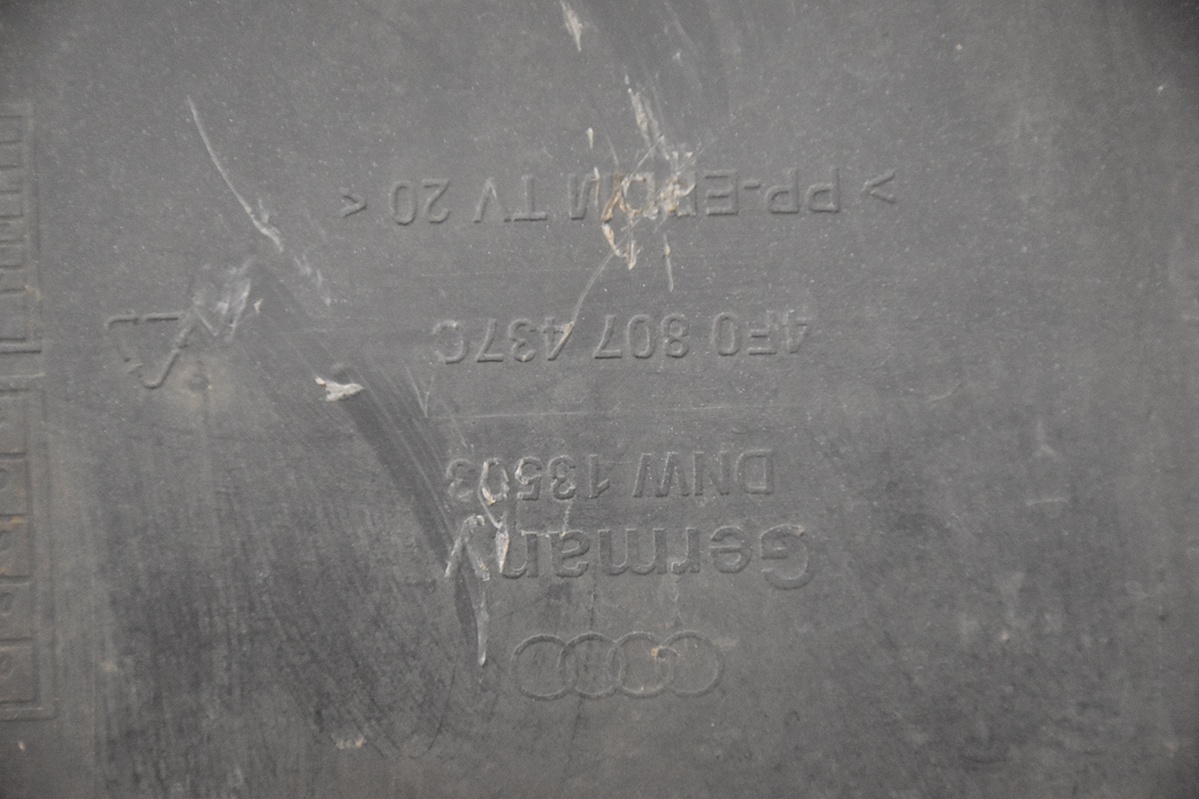 Germany
DNW 13503
4F0 807 437C
> PP-EPDM TV 20 <